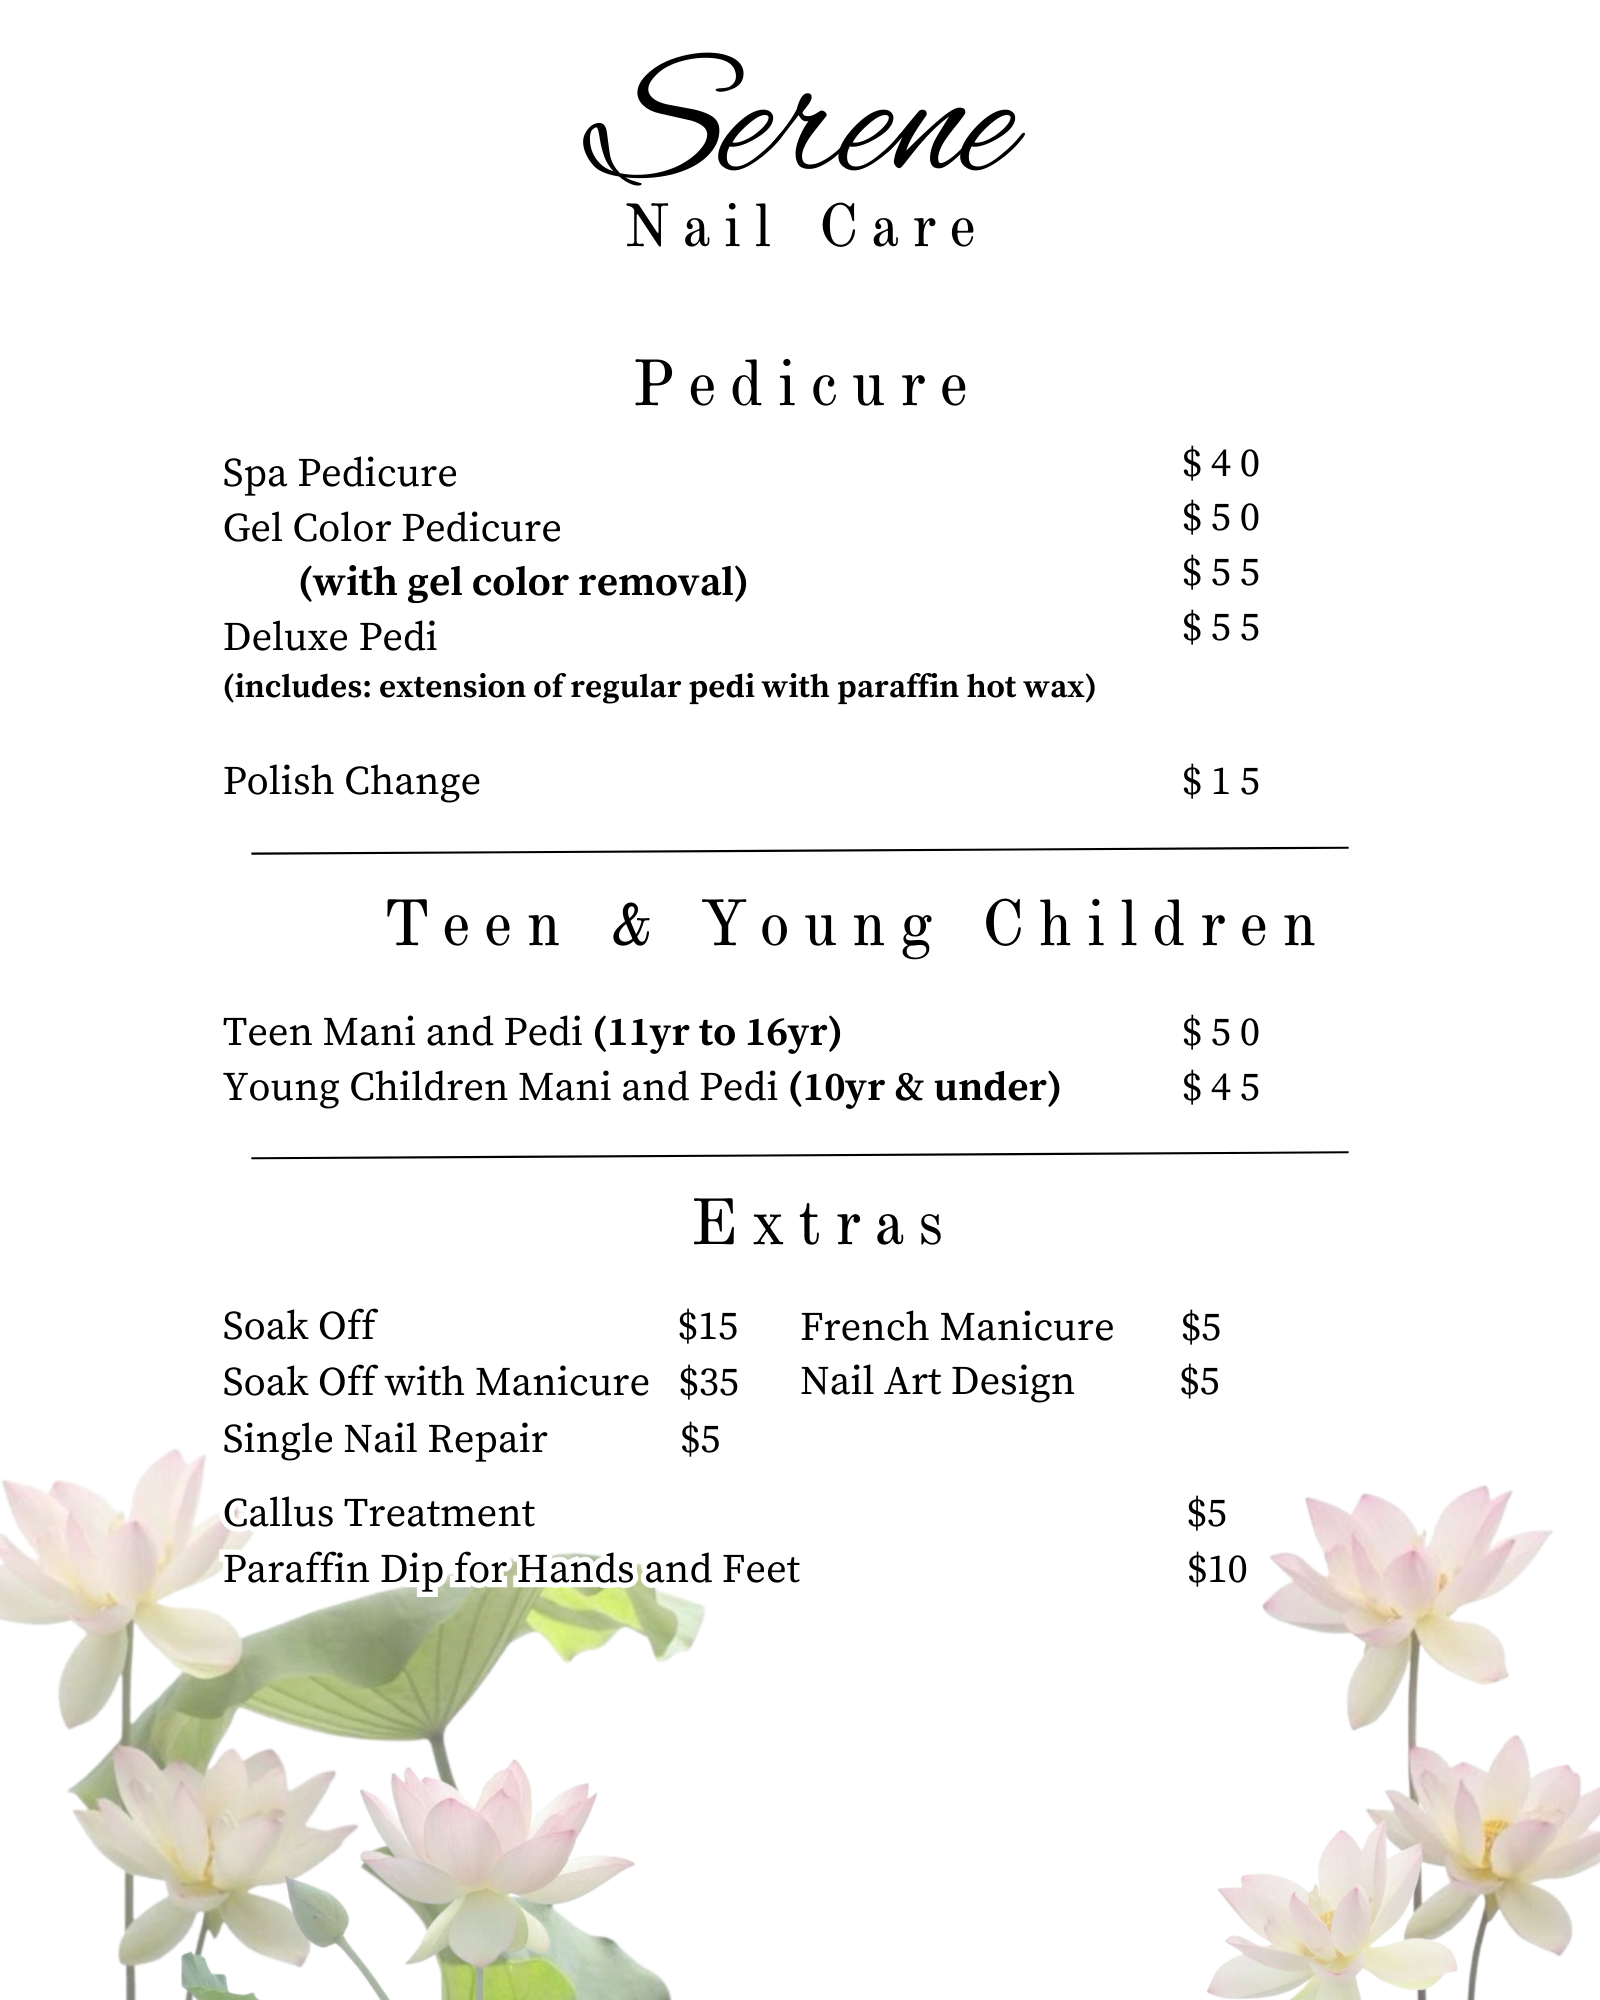 Serene
Nail Care
Pedicure
Spa Pedicure $40
Gel Color Pedicure $50
(with gel color removal) $55
Deluxe Pedi $55
(includes: extension of regular pedi with paraffin hot wax)
Polish Change $15
Teen & Young Children
Teen Mani and Pedi (11yr to 16yr) $50
Young Children Mani and Pedi (10yr & under) $45
Extras
Soak Off $15 French Manicure $5
Soak Off with Manicure $35 Nail Art Design $5
Single Nail Repair $5
Callus Treatment $5
Paraffin Dip for Hands and Feet $10